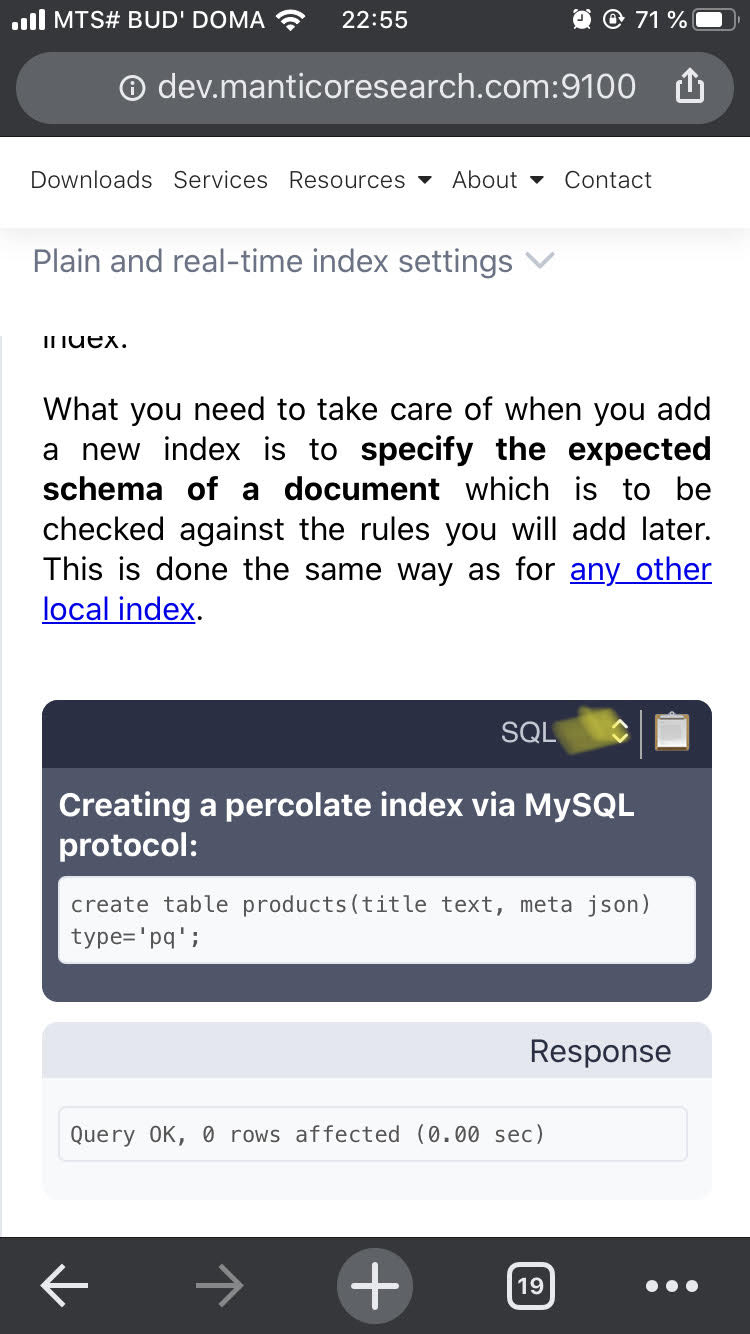 MTS# BUD' DOMA 22:55 71 %
dev.manticoresearch.com:9100
Downloads Services Resources About Contact
Plain and real-time index settings
index.
What you need to take care of when you add
a new index is to specify the expected
schema of a document which is to be
checked against the rules you will add later.
This is done the same way as for any other
local index.
SQL
Creating a percolate index via MySQL
protocol:
create table products(title text, meta json)
type='pq';
Response
Query OK, 0 rows affected (0.00 sec)
19